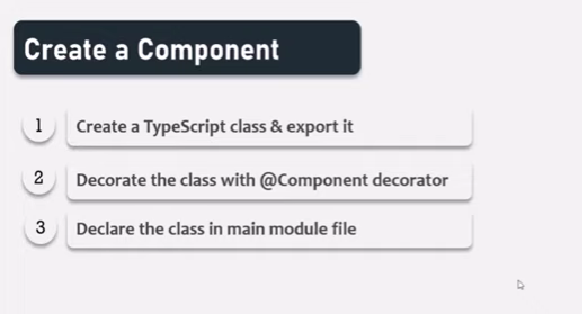 Create a Component
1 Create a TypeScript class & export it
2 Decorate the class with @Component decorator
3 Declare the class in main module file